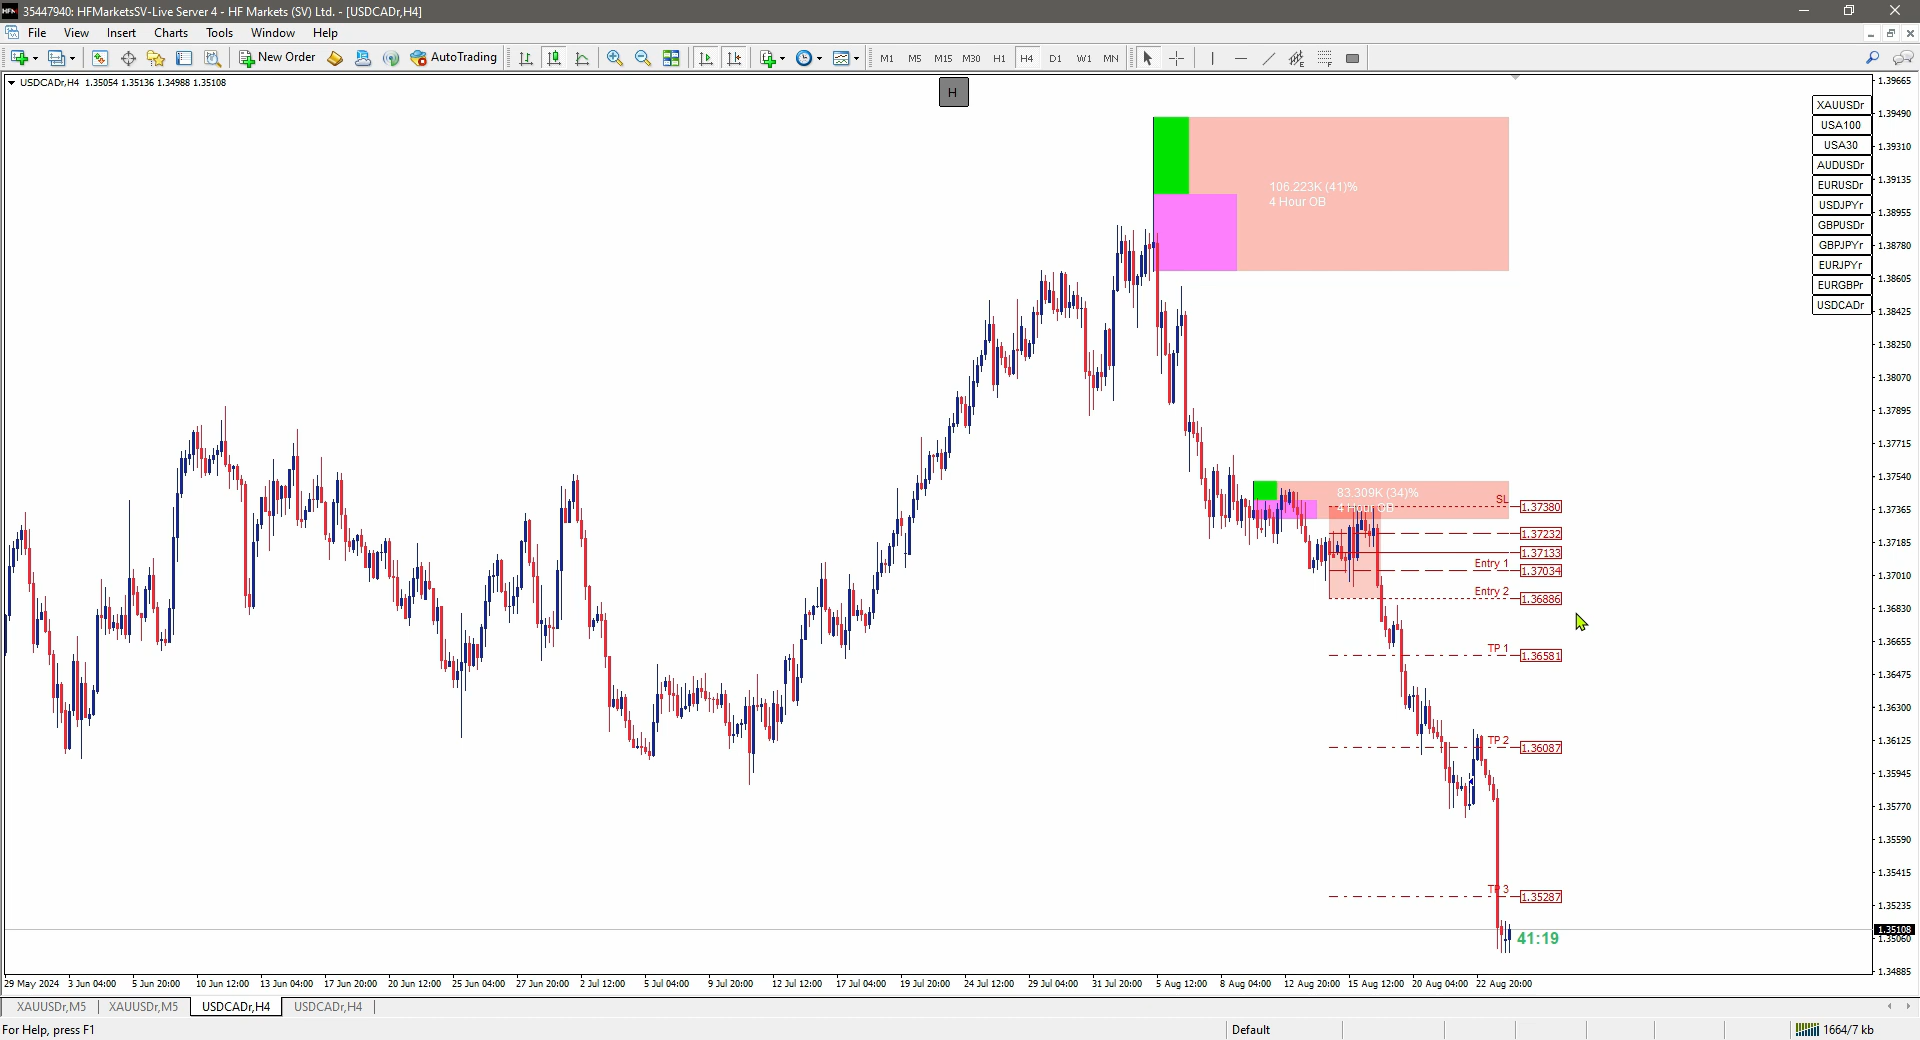 35447940: HFMarketsSV-Live Server 4 - HF Markets (SV) Ltd. - [USDCADr,H4]
File View Insert Charts Tools Window Help
New Order AutoTrading M1 M5 M15 M30 H1 H4 D1 W1 MN
USDCADr,H4 1.35054 1.35136 1.34988 1.35108
H
XAUUSDr
USA100
USA30
AUDUSDr
EURUSDr
USDJPYr
GBPUSDr
GBPJPYr
EURJPYr
EURGBPr
USDCADr
1.39665
1.39490
1.39310
1.39135
1.38955
1.38780
1.38605
1.38425
1.38250
1.38070
1.37895
1.37715
1.37540
1.37365
1.37185
1.37010
1.36830
1.36655
1.36475
1.36300
1.36125
1.35945
1.35770
1.35590
1.35415
1.35235
1.35108
1.35060
1.34885
106.223K (41)%
4 Hour OB
83.309K (34)%
4 Hour OB
SL 1.37380
1.37232
1.37133
Entry 1 1.37034
Entry 2 1.36886
TP 1 1.36581
TP 2 1.36087
TP 3 1.35287
41:19
29 May 2024 3 Jun 04:00 5 Jun 20:00 10 Jun 12:00 13 Jun 04:00 17 Jun 20:00 20 Jun 12:00 25 Jun 04:00 27 Jun 20:00 2 Jul 12:00 5 Jul 04:00 9 Jul 20:00 12 Jul 12:00 17 Jul 04:00 19 Jul 20:00 24 Jul 12:00 29 Jul 04:00 31 Jul 20:00 5 Aug 12:00 8 Aug 04:00 12 Aug 20:00 15 Aug 12:00 20 Aug 04:00 22 Aug 20:00
XAUUSDr,M5 XAUUSDr,M5 USDCADr,H4 USDCADr,H4
For Help, press F1 Default 1664/7 kb